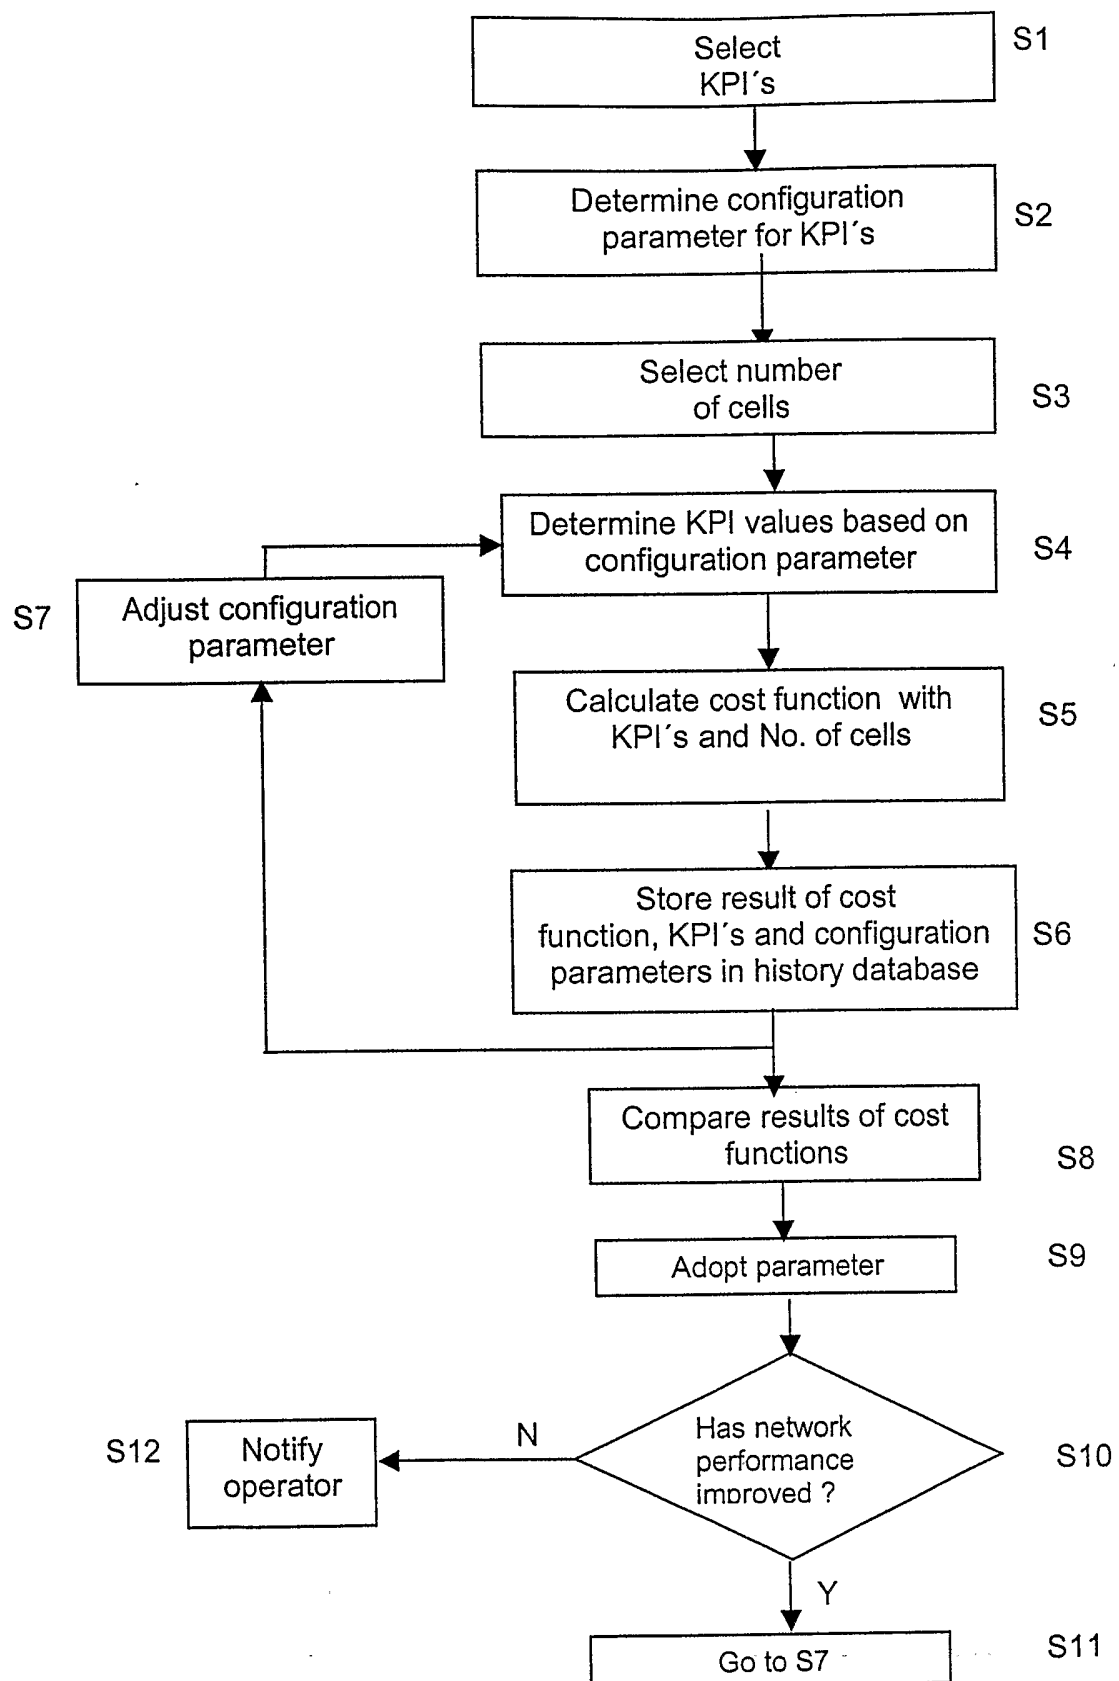 Select
KPI´s
S1
Determine configuration
parameter for KPI´s
S2
Select number
of cells
S3
Determine KPI values based on
configuration parameter
S4
S7
Adjust configuration
parameter
Calculate cost function with
KPI´s and No. of cells
S5
Store result of cost
function, KPI´s and configuration
parameters in history database
S6
Compare results of cost
functions
S8
Adopt parameter
S9
Has network
performance
improved ?
S10
N
S12
Notify
operator
Y
Go to S7
S11